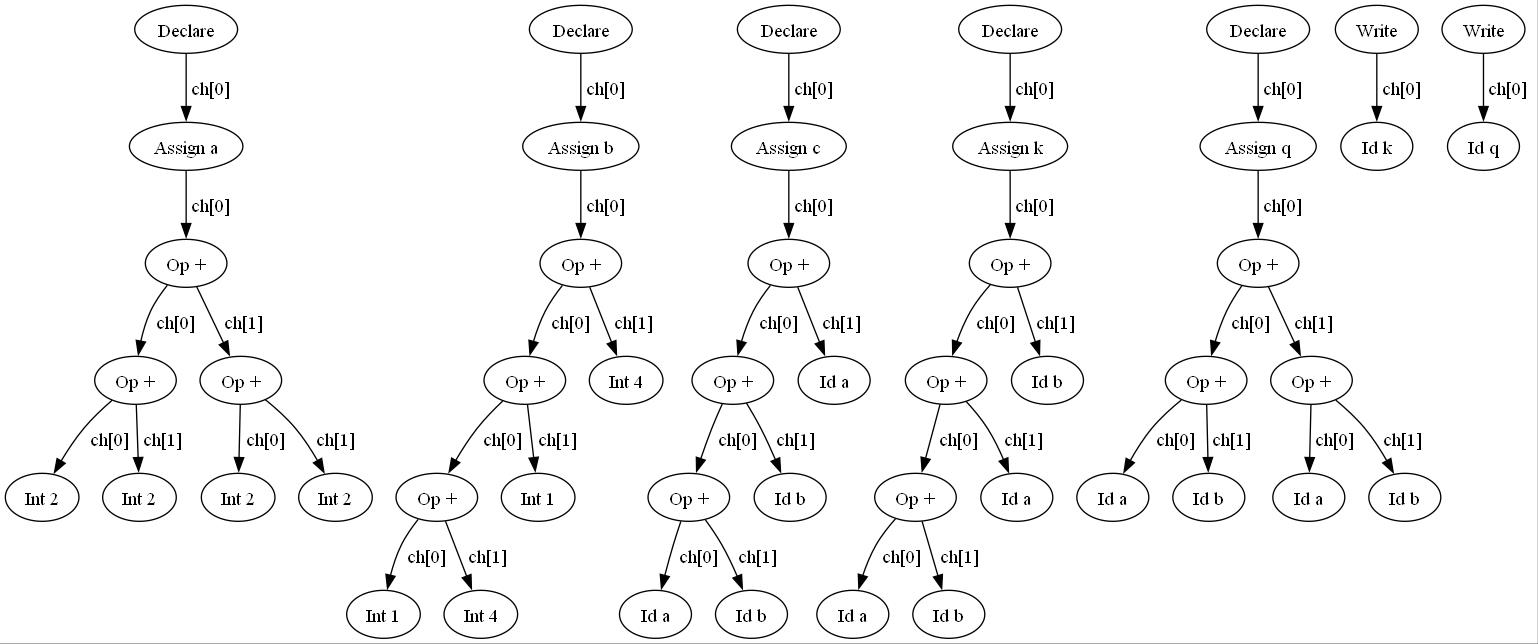 Declare Declare Declare Declare Declare Write Write
ch[0] ch[0] ch[0] ch[0] ch[0] ch[0] ch[0]
Assign a Assign b Assign c Assign k Assign q Id k Id q
ch[0] ch[0] ch[0] ch[0] ch[0]
Op + Op + Op + Op + Op +
ch[0] ch[1] ch[0] ch[1] ch[0] ch[1] ch[0] ch[1] ch[0] ch[1]
Op + Op + Op + Int 4 Op + Id a Op + Id b Op + Op +
ch[0] ch[1] ch[0] ch[1] ch[0] ch[1] ch[0] ch[1] ch[0] ch[1] ch[0] ch[1] ch[0] ch[1]
Int 2 Int 2 Int 2 Int 2 Op + Int 1 Op + Id b Op + Id a Id a Id b Id a Id b
ch[0] ch[1] ch[0] ch[1] ch[0] ch[1]
Int 1 Int 4 Id a Id b Id a Id b